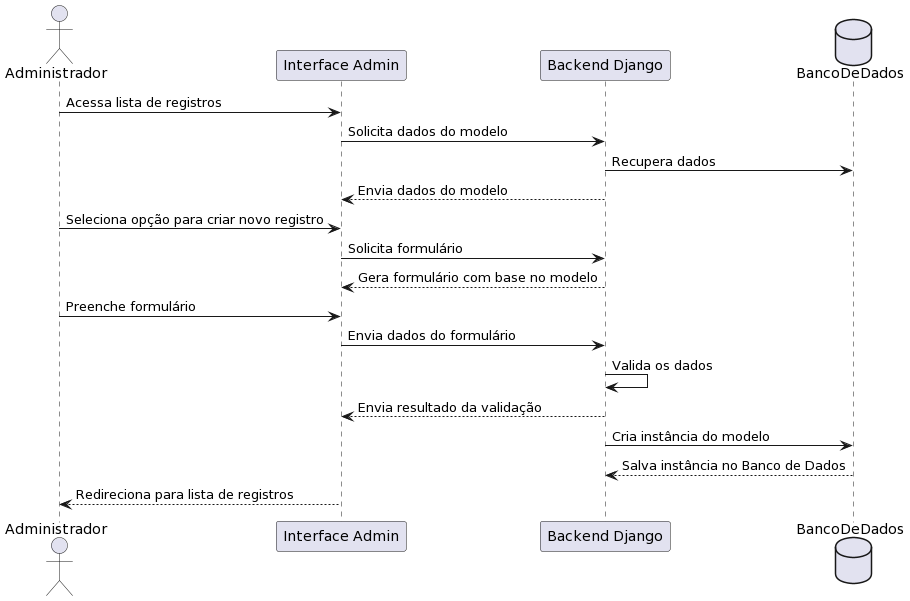 Administrador
Interface Admin
Backend Django
BancoDeDados
Acessa lista de registros
Solicita dados do modelo
Recupera dados
Envia dados do modelo
Seleciona opção para criar novo registro
Solicita formulário
Gera formulário com base no modelo
Preenche formulário
Envia dados do formulário
Valida os dados
Envia resultado da validação
Cria instância do modelo
Salva instância no Banco de Dados
Redireciona para lista de registros
Administrador
Interface Admin
Backend Django
BancoDeDados